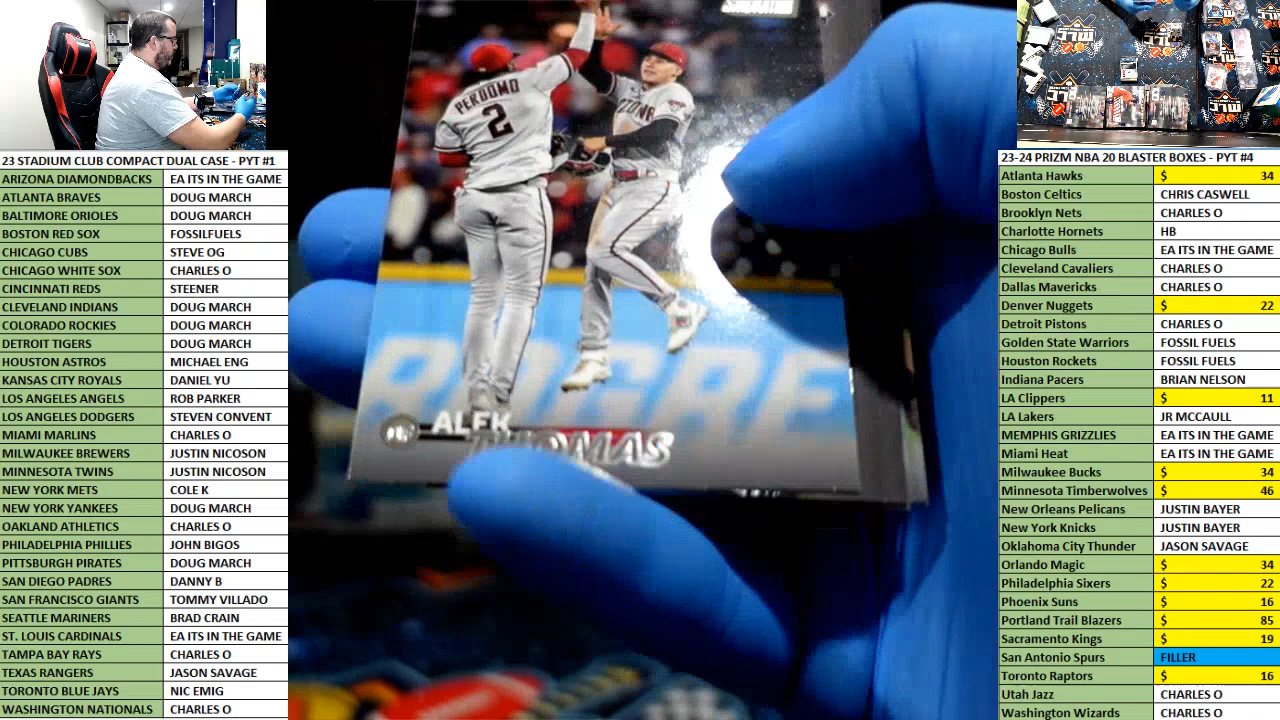 23 STADIUM CLUB COMPACT DUAL CASE - PYT #1
ARIZONA DIAMONDBACKS EA ITS IN THE GAME
ATLANTA BRAVES DOUG MARCH
BALTIMORE ORIOLES DOUG MARCH
BOSTON RED SOX FOSSILFUELS
CHICAGO CUBS STEVE OG
CHICAGO WHITE SOX CHARLES O
CINCINNATI REDS STEENER
CLEVELAND INDIANS DOUG MARCH
COLORADO ROCKIES DOUG MARCH
DETROIT TIGERS DOUG MARCH
HOUSTON ASTROS MICHAEL ENG
KANSAS CITY ROYALS DANIEL YU
LOS ANGELES ANGELS ROB PARKER
LOS ANGELES DODGERS STEVEN CONVENT
MIAMI MARLINS CHARLES O
MILWAUKEE BREWERS JUSTIN NICOSON
MINNESOTA TWINS JUSTIN NICOSON
NEW YORK METS COLE K
NEW YORK YANKEES DOUG MARCH
OAKLAND ATHLETICS CHARLES O
PHILADELPHIA PHILLIES JOHN BIGOS
PITTSBURGH PIRATES DOUG MARCH
SAN DIEGO PADRES DANNY B
SAN FRANCISCO GIANTS TOMMY VILLADO
SEATTLE MARINERS BRAD CRAIN
ST. LOUIS CARDINALS EA ITS IN THE GAME
TAMPA BAY RAYS CHARLES O
TEXAS RANGERS JASON SAVAGE
TORONTO BLUE JAYS NIC EMIG
WASHINGTON NATIONALS CHARLES O
PERDOMO
2
ALEK
THOMAS
MLC
MLC
MLC
23-24 PRIZM NBA 20 BLASTER BOXES - PYT #4
Atlanta Hawks $ 34
Boston Celtics CHRIS CASWELL
Brooklyn Nets CHARLES O
Charlotte Hornets HB
Chicago Bulls EA ITS IN THE GAME
Cleveland Cavaliers CHARLES O
Dallas Mavericks CHARLES O
Denver Nuggets $ 22
Detroit Pistons CHARLES O
Golden State Warriors FOSSIL FUELS
Houston Rockets FOSSIL FUELS
Indiana Pacers BRIAN NELSON
LA Clippers $ 11
LA Lakers JR MCCAULL
MEMPHIS GRIZZLIES EA ITS IN THE GAME
Miami Heat EA ITS IN THE GAME
Milwaukee Bucks $ 34
Minnesota Timberwolves $ 46
New Orleans Pelicans JUSTIN BAYER
New York Knicks JUSTIN BAYER
Oklahoma City Thunder JASON SAVAGE
Orlando Magic $ 34
Philadelphia Sixers $ 22
Phoenix Suns $ 16
Portland Trail Blazers $ 85
Sacramento Kings $ 19
San Antonio Spurs FILLER
Toronto Raptors $ 16
Utah Jazz CHARLES O
Washington Wizards CHARLES O